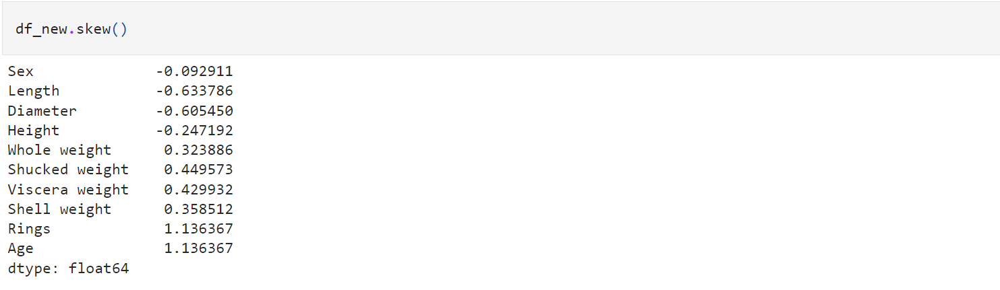 df_new.skew()
Sex -0.092911
Length -0.633786
Diameter -0.605450
Height -0.247192
Whole weight 0.323886
Shucked weight 0.449573
Viscera weight 0.429932
Shell weight 0.358512
Rings 1.136367
Age 1.136367
dtype: float64